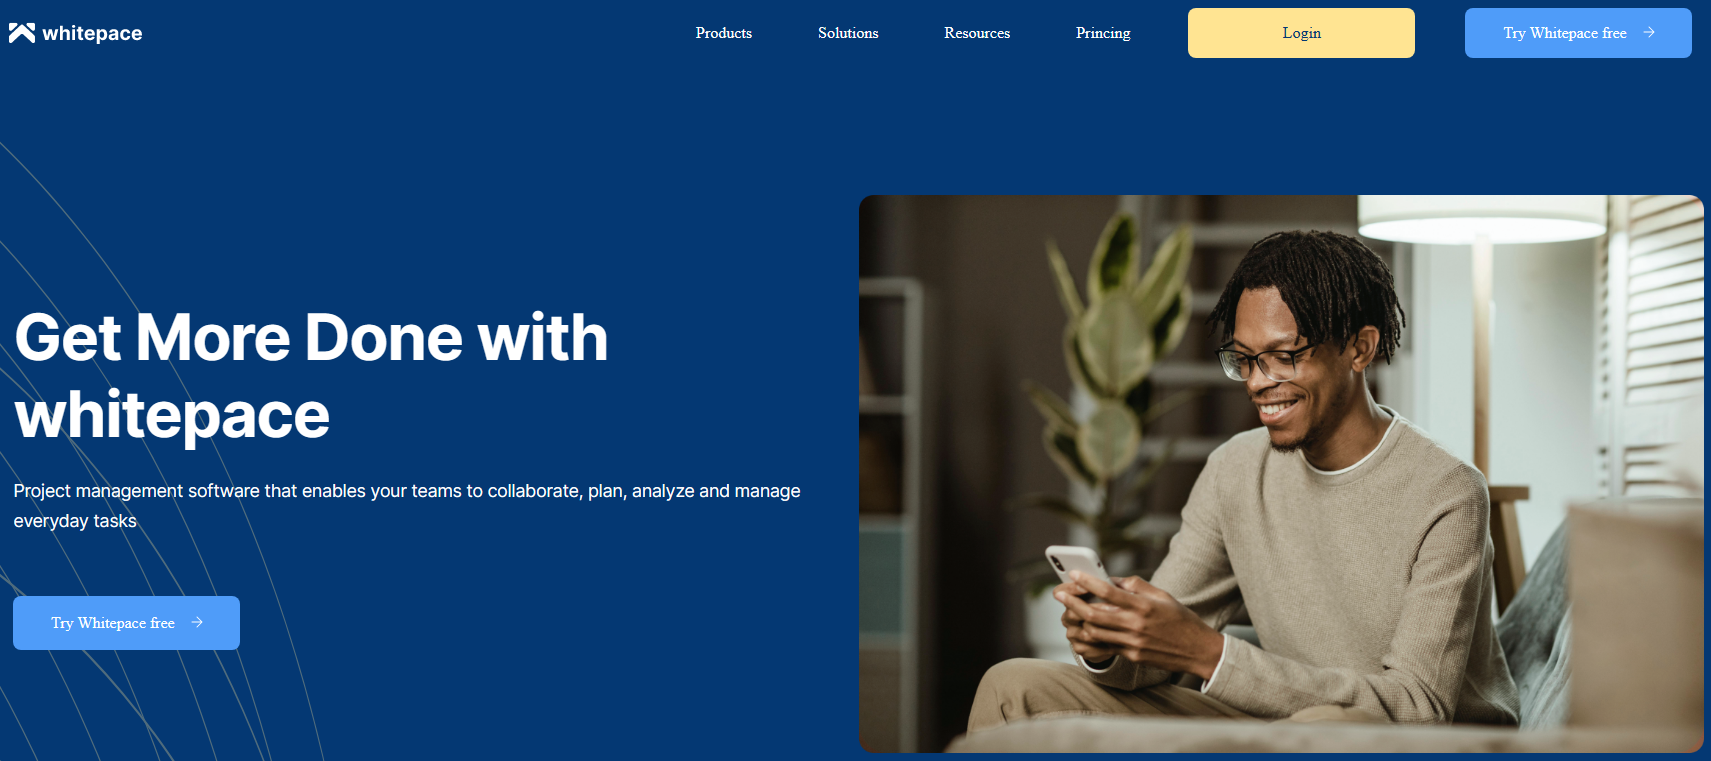 whitepace
Products
Solutions
Resources
Princing
Login
Try Whitepace free
Get More Done with
whitepace
Project management software that enables your teams to collaborate, plan, analyze and manage
everyday tasks
Try Whitepace free